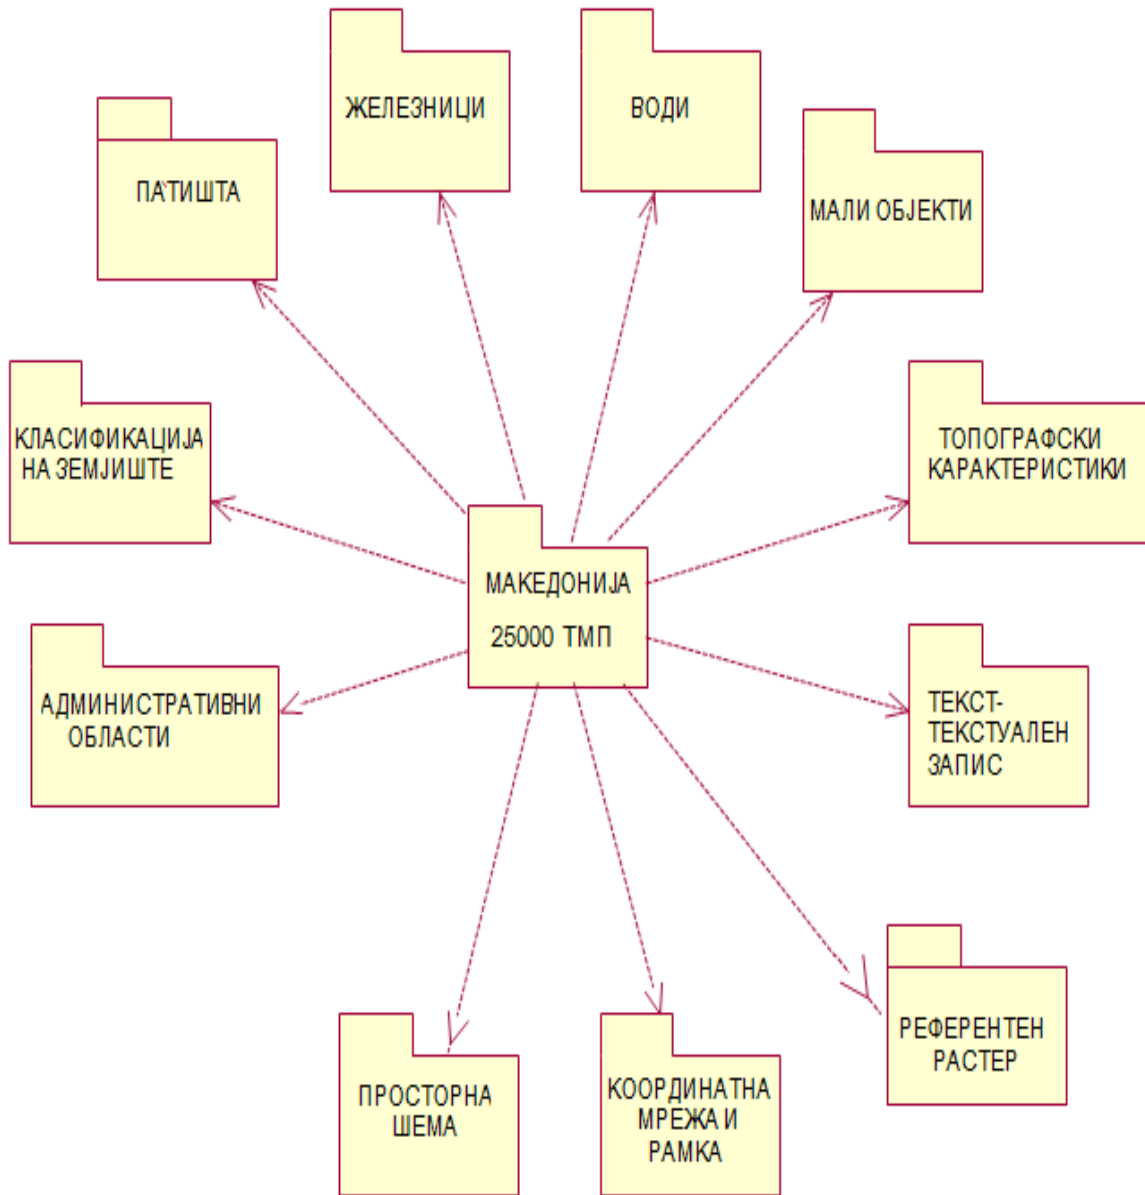 ЖЕЛЕЗНИЦИ
ВОДИ
ПАТИШТА
МАЛИ ОБЈЕКТИ
КЛАСИФИКАЦИЈА
НА ЗЕМЈИШТЕ
ТОПОГРАФСКИ
КАРАКТЕРИСТИКИ
МАКЕДОНИЈА
25000 ТМП
АДМИНИСТРАТИВНИ
ОБЛАСТИ
ТЕКСТ-
ТЕКСТУАЛЕН
ЗАПИС
РЕФЕРЕНТЕН
РАСТЕР
ПРОСТОРНА
ШЕМА
КООРДИНАТНА
МРЕЖА И
РАМКА